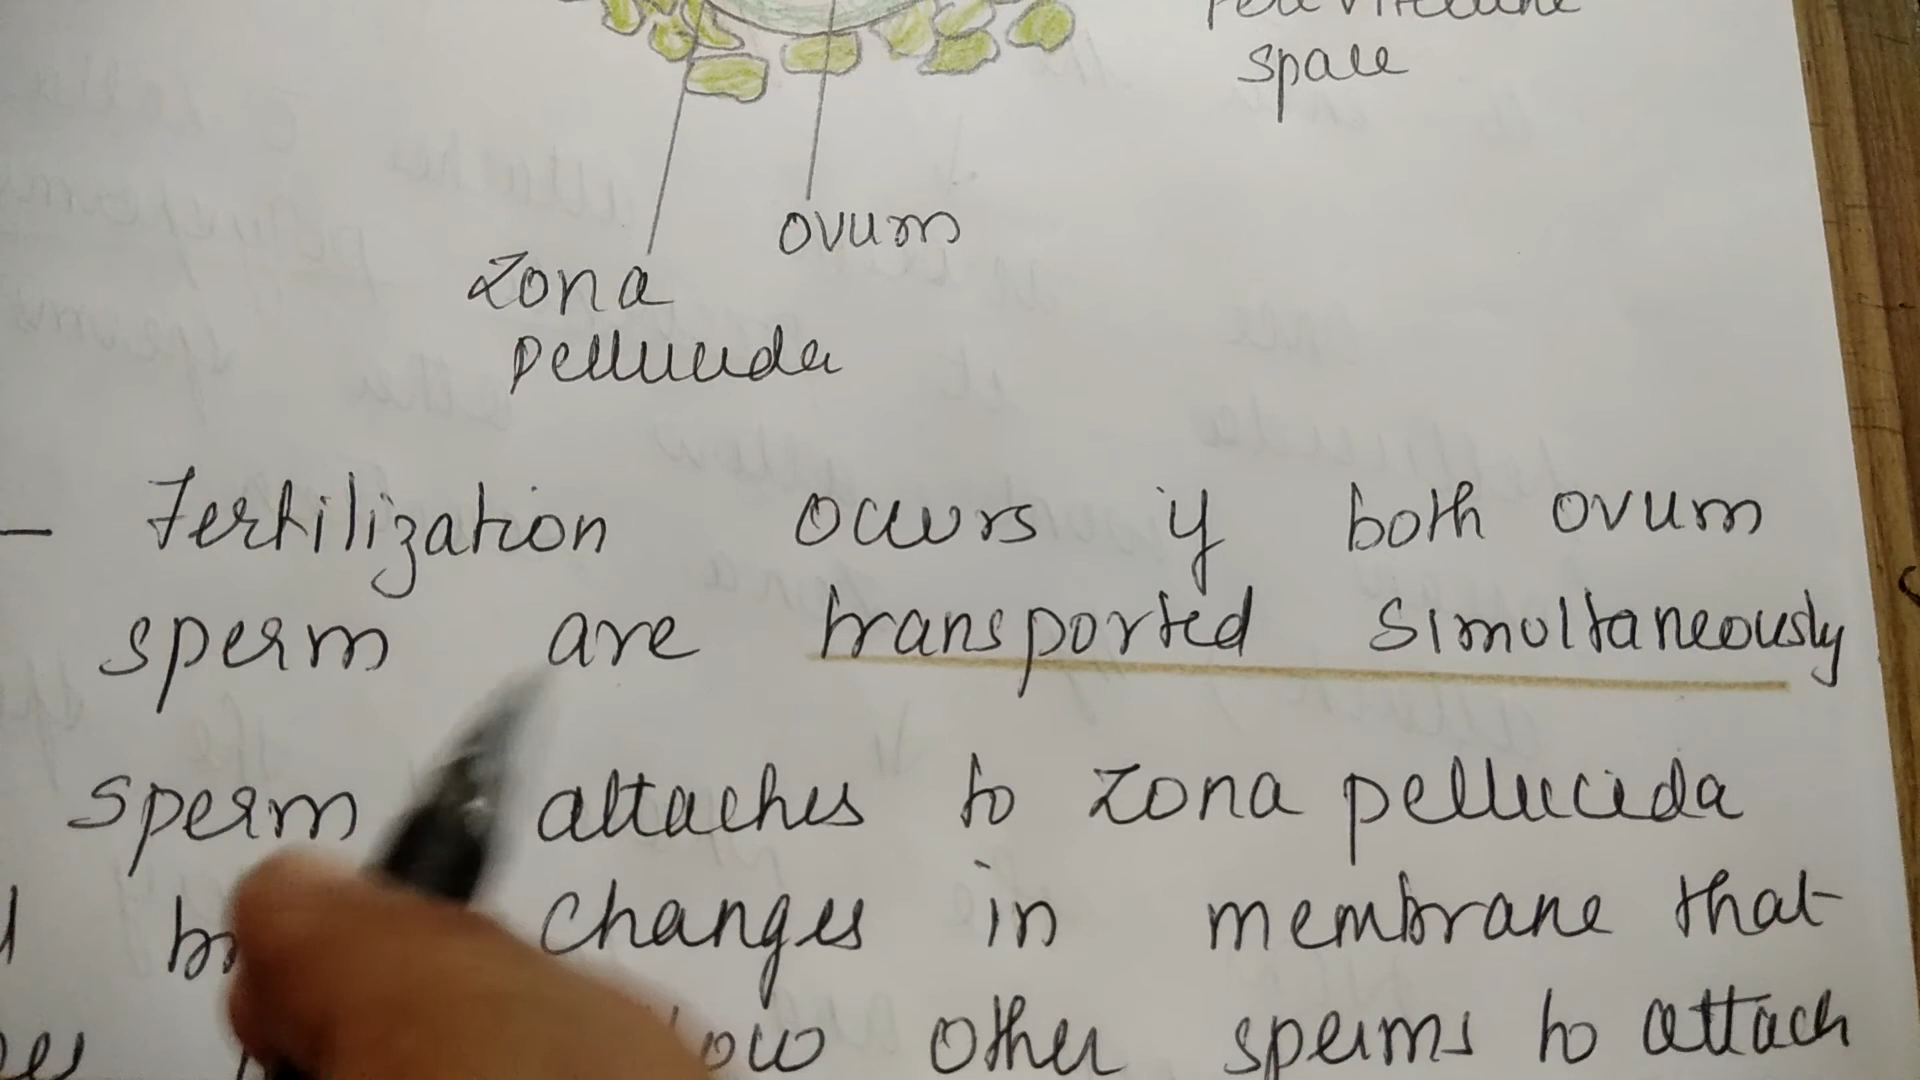 space
ovum
Zona
pellucida
- Fertilization occurs if both ovum
sperm are transported simultaneously
sperm attaches to zona pellucida
changes in membrane that
other sperms to attach